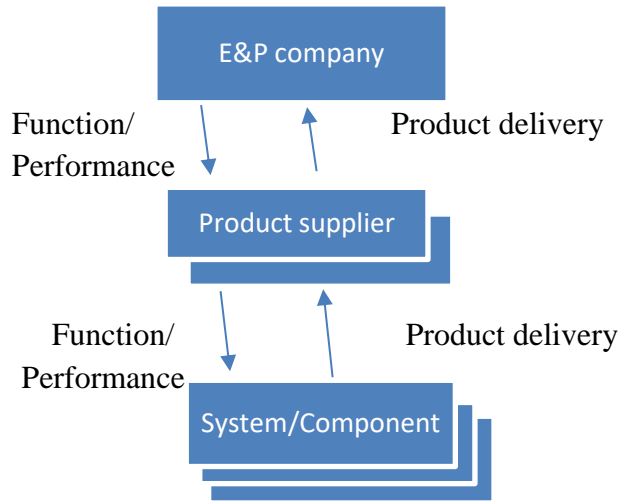 E&P company
Function/
Performance
Product delivery
Product supplier
Function/
Performance
Product delivery
System/Component